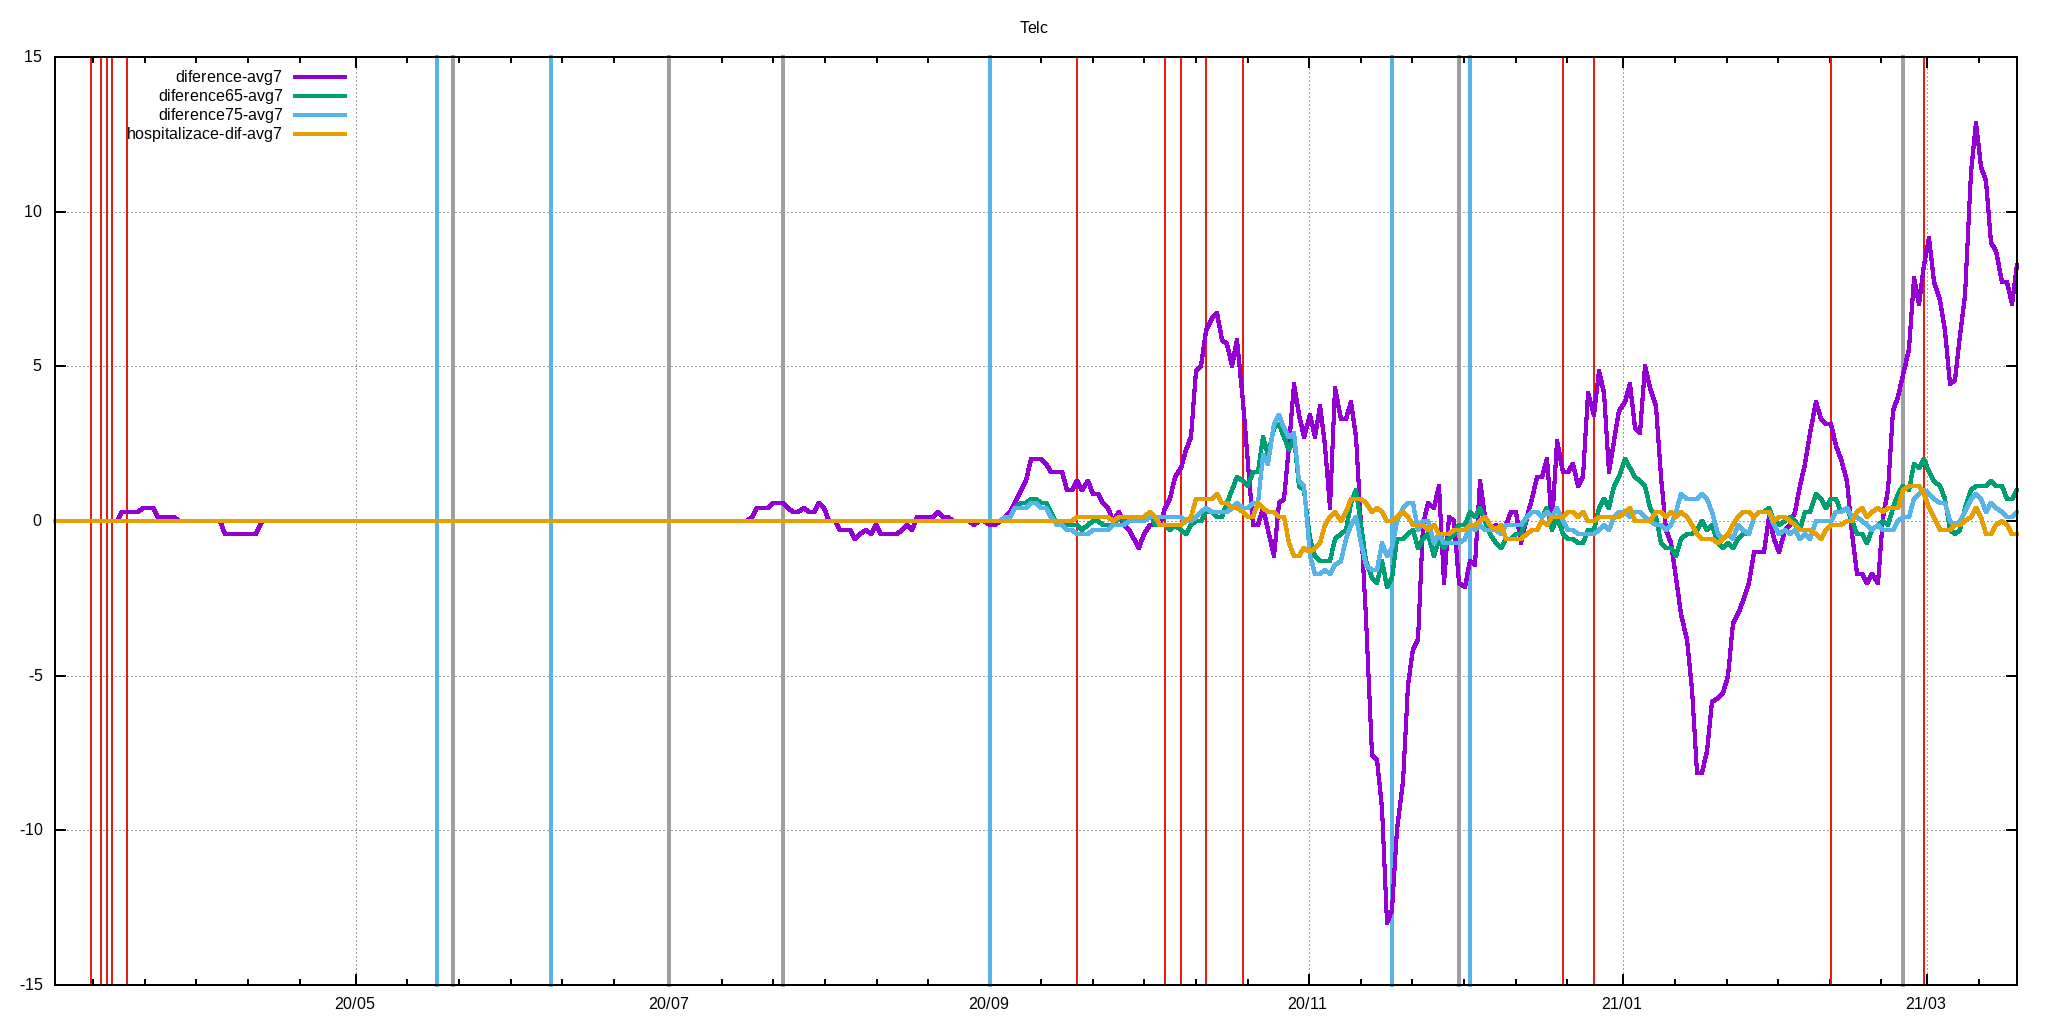 Telc
diference-avg7
diference65-avg7
diference75-avg7
hospitalizace-dif-avg7
15
10
5
0
-5
-10
-15
20/05 20/07 20/09 20/11 21/01 21/03